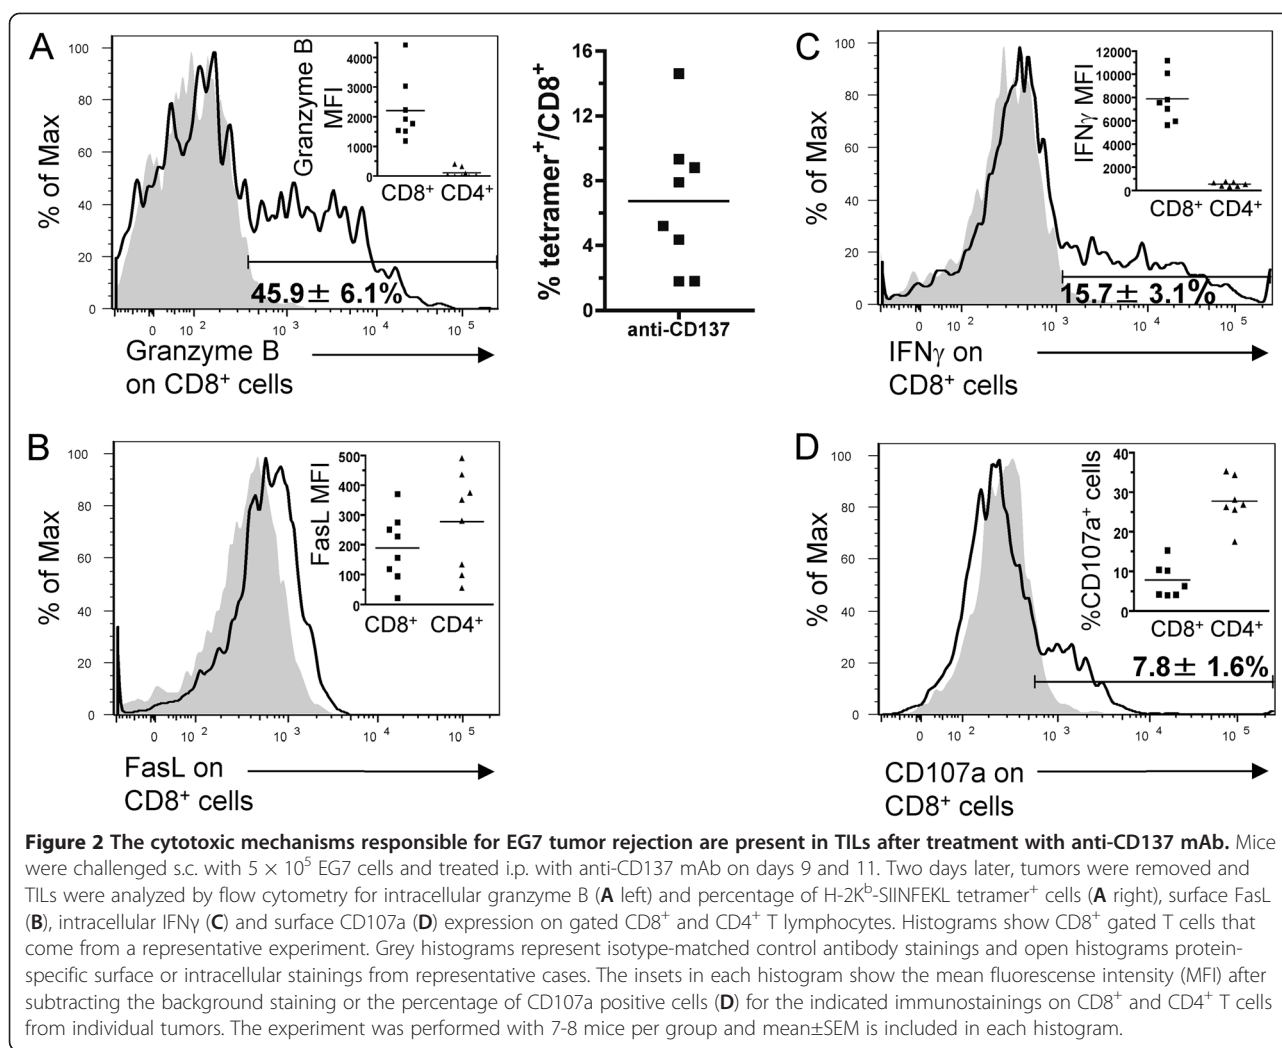 A
% of Max
100
80
60
40
20
0
0 10 2 10 3 10 4 10 5
45.9± 6.1%
Granzyme B
on CD8+ cells
Granzyme B
MFI
4000
3000
2000
1000
0
CD8+ CD4+
% tetramer+/CD8+
16
12
8
4
0
anti-CD137
C
% of Max
100
80
60
40
20
0
0 10 2 10 3 10 4 10 5
15.7± 3.1%
IFNγ on
CD8+ cells
IFNγ MFI
12000
10000
8000
6000
4000
2000
0
CD8+ CD4+
B
% of Max
100
80
60
40
20
0
0 10 2 10 3 10 4 10 5
FasL on
CD8+ cells
FasL MFI
500
400
300
200
100
0
CD8+ CD4+
D
% of Max
100
80
60
40
20
0
0 10 2 10 3 10 4 10 5
7.8± 1.6%
CD107a on
CD8+ cells
%CD107a+ cells
40
30
20
10
0
CD8+ CD4+
Figure 2 The cytotoxic mechanisms responsible for EG7 tumor rejection are present in TILs after treatment with anti-CD137 mAb. Mice
were challenged s.c. with 5 × 10⁵ EG7 cells and treated i.p. with anti-CD137 mAb on days 9 and 11. Two days later, tumors were removed and
TILs were analyzed by flow cytometry for intracellular granzyme B (A left) and percentage of H-2Kᵇ-SIINFEKL tetramer⁺ cells (A right), surface FasL
(B), intracellular IFNγ (C) and surface CD107a (D) expression on gated CD8⁺ and CD4⁺ T lymphocytes. Histograms show CD8⁺ gated T cells that
come from a representative experiment. Grey histograms represent isotype-matched control antibody stainings and open histograms protein-
specific surface or intracellular stainings from representative cases. The insets in each histogram show the mean fluorescense intensity (MFI) after
subtracting the background staining or the percentage of CD107a positive cells (D) for the indicated immunostainings on CD8⁺ and CD4⁺ T cells
from individual tumors. The experiment was performed with 7-8 mice per group and mean±SEM is included in each histogram.